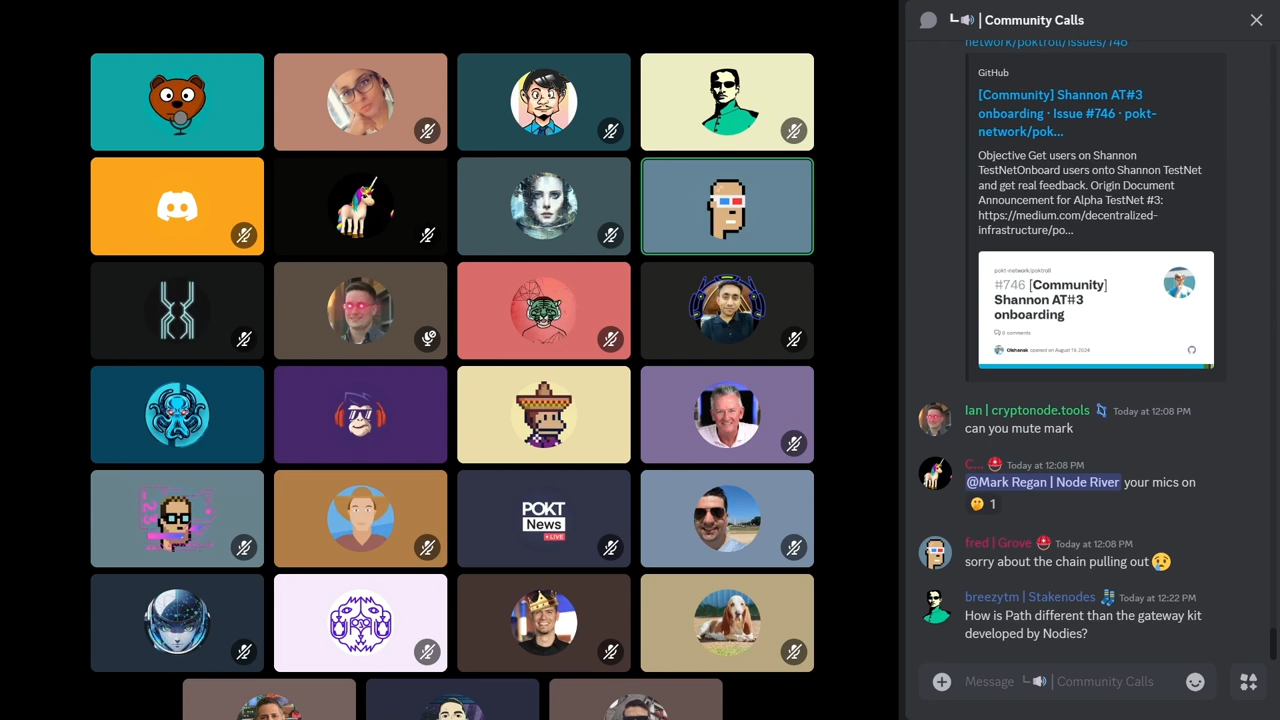 Community Calls
network/poktroll/issues/746
GitHub
[Community] Shannon AT#3
onboarding · Issue #746 · pokt-
network/pok...
Objective Get users on Shannon
TestNetOnboard users onto Shannon TestNet
and get real feedback. Origin Document
Announcement for Alpha TestNet #3:
https://medium.com/decentralized-
infrastructure/po...
pokt-network/poktroll
#746 [Community]
Shannon AT#3
onboarding
0 comments
Olshansk opened on August 19, 2024
Ian | cryptonode.tools Today at 12:08 PM
can you mute mark
C... Today at 12:08 PM
@Mark Regan | Node River your mics on
1
fred | Grove Today at 12:08 PM
sorry about the chain pulling out
breezytm | Stakenodes Today at 12:22 PM
How is Path different than the gateway kit
developed by Nodies?
Message Community Calls
POKT
News
LIVE